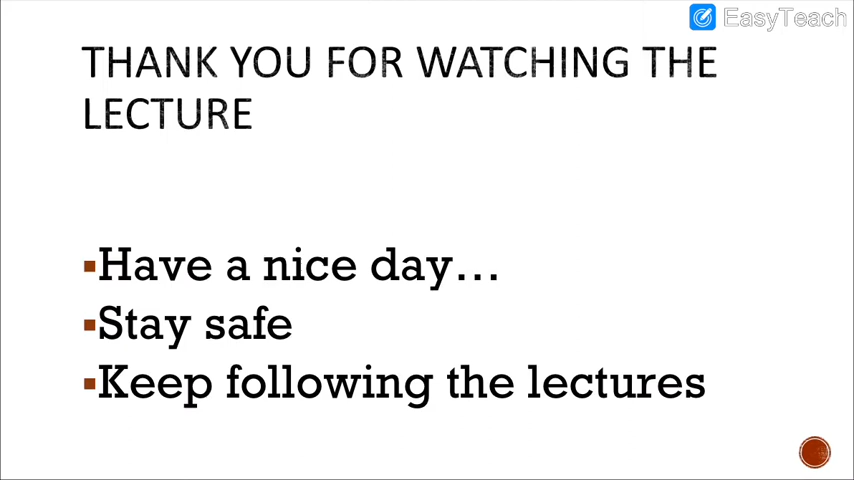 EasyTeach
THANK YOU FOR WATCHING THE
LECTURE
▪Have a nice day...
▪Stay safe
▪Keep following the lectures